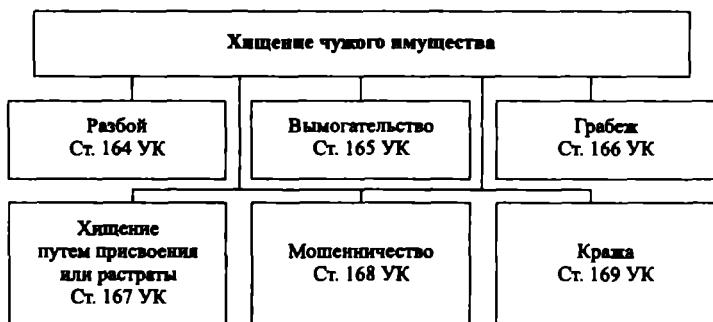 Хищение чужого имущества
Разбой
Ст. 164 УК
Вымогательство
Ст. 165 УК
Грабеж
Ст. 166 УК
Хищение
путем присвоения
или растраты
Ст. 167 УК
Мошенничество
Ст. 168 УК
Кража
Ст. 169 УК